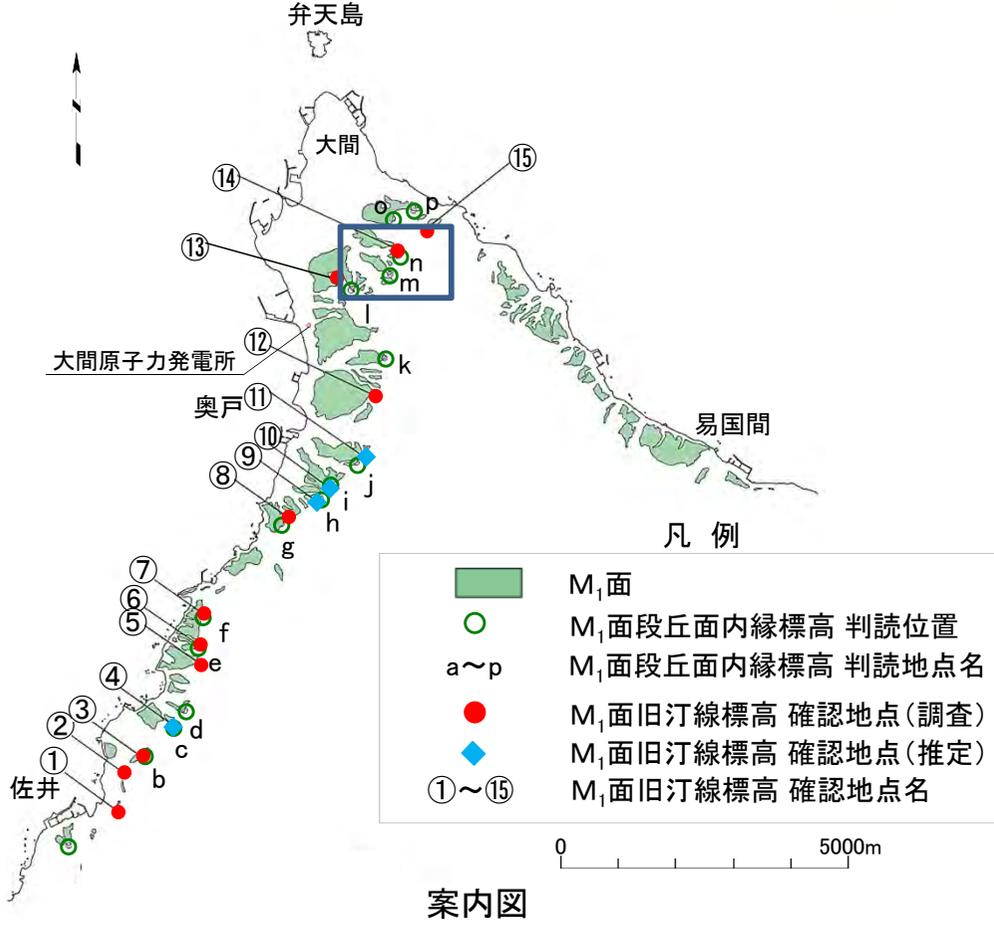 弁天島
大間
⑮
⑭
o
p
⑬
n
m
l
⑫
大間原子力発電所
k
奥戸
⑪
易国間
⑩
⑨
⑧
j
i
h
g
⑦
⑥
⑤
f
e
④
③
②
①
d
c
b
佐井
凡 例
M₁面
M₁面段丘面内縁標高 判読位置
a～p M₁面段丘面内縁標高 判読地点名
M₁面旧汀線標高 確認地点(調査)
M₁面旧汀線標高 確認地点(推定)
①～⑮ M₁面旧汀線標高 確認地点名
0 5000m
案内図